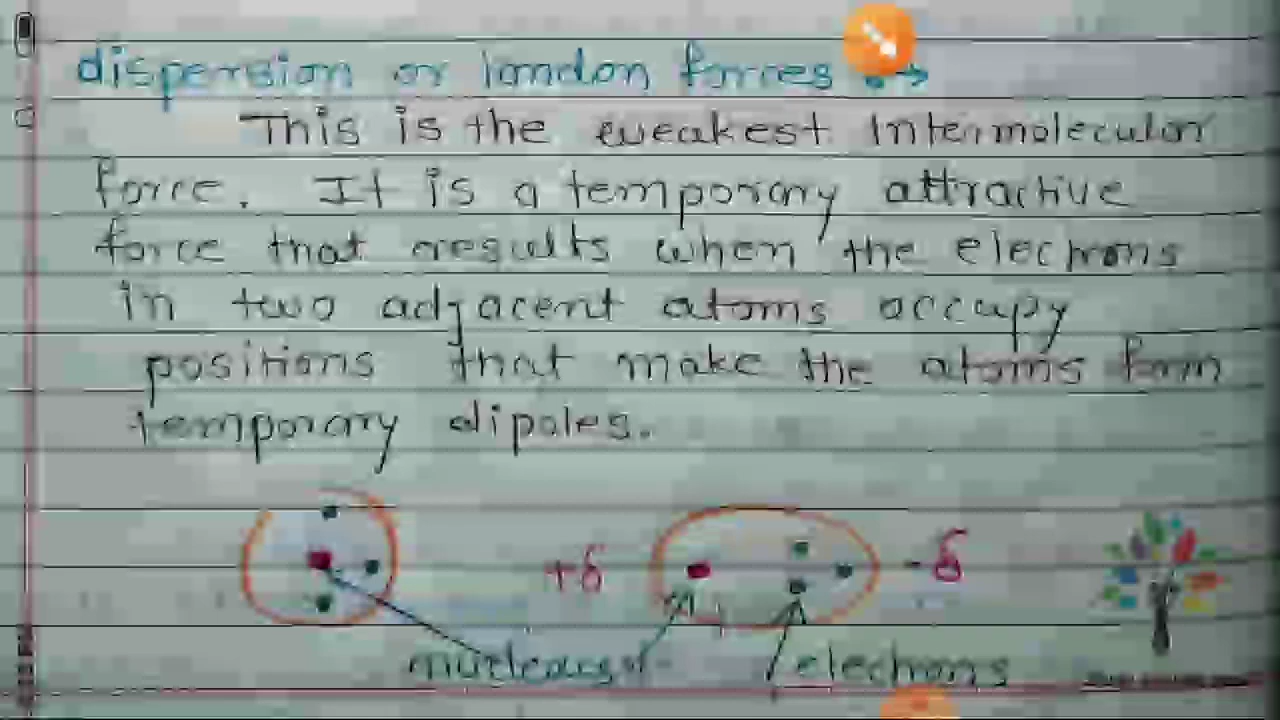 dispersion or london forces :→
This is the weakest Intermolecular
force. It is a temporary attractive
force that results when the electrons
in two adjacent atoms occupy
positions that make the atoms form
temporary dipoles.
+δ -δ
nucleus electrons